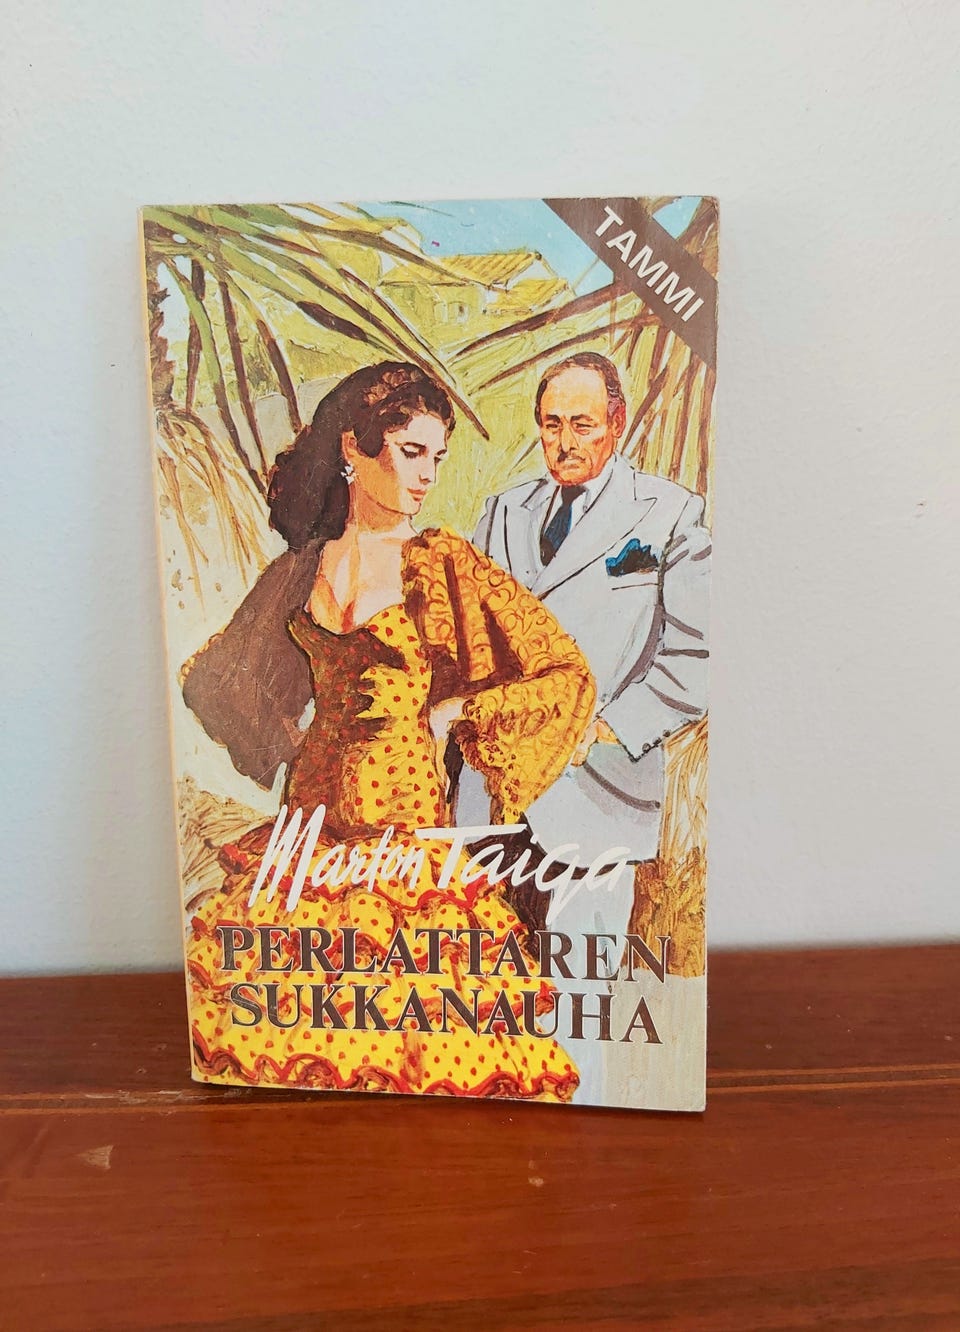 TAMMI
Marton Taiga
PERLATTAREN
SUKKANAUHA